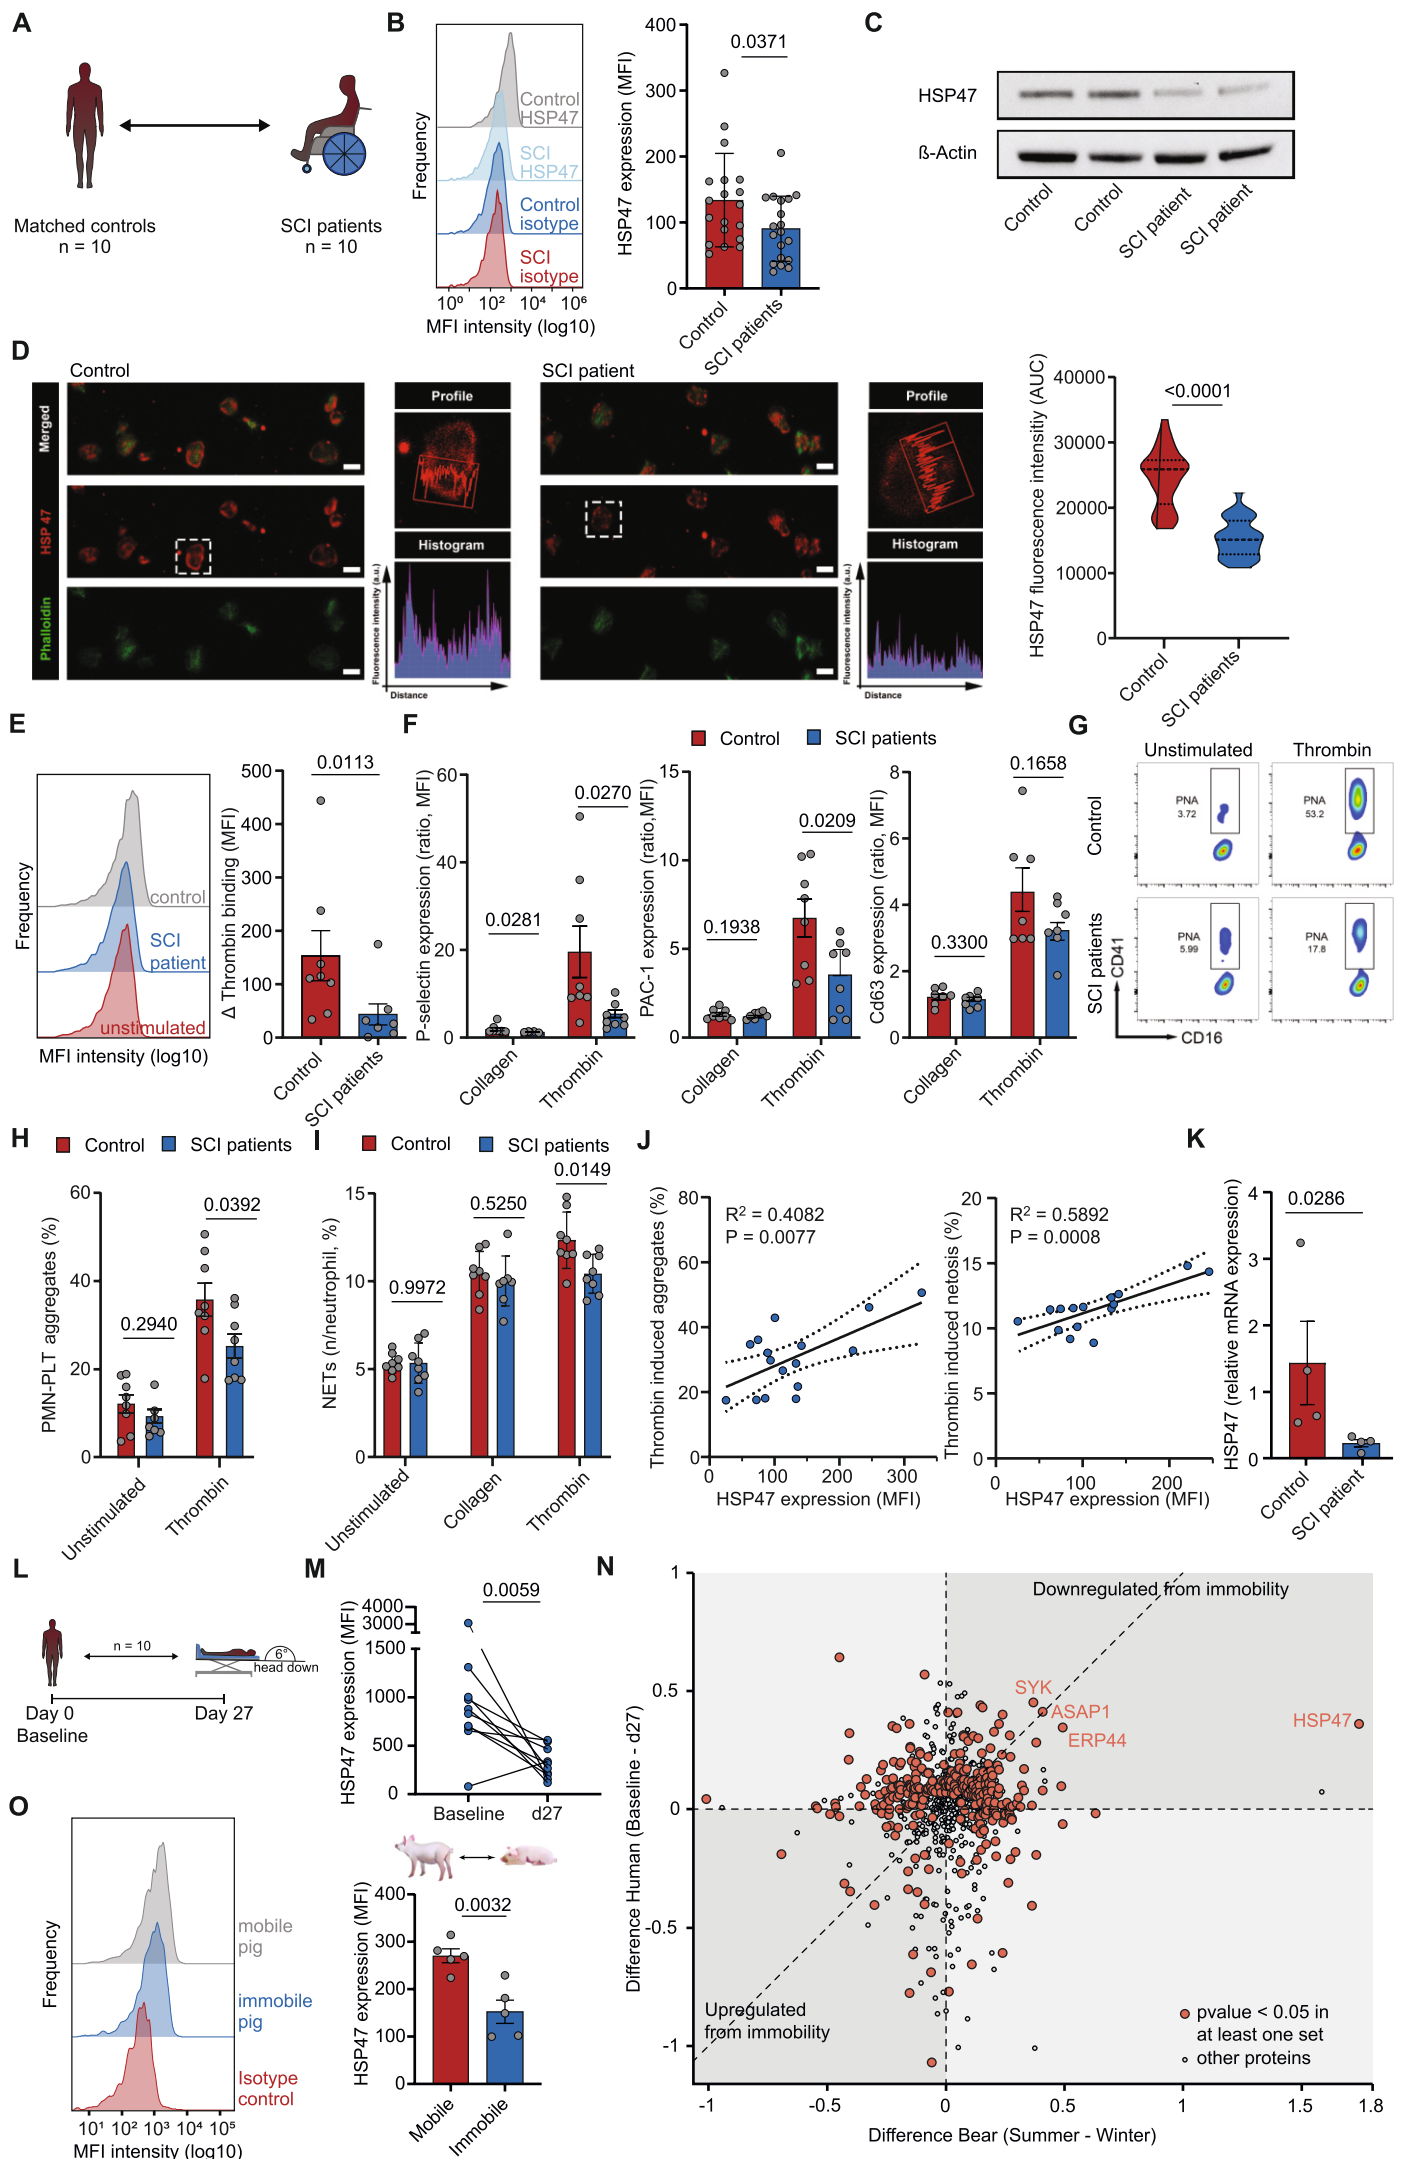 A
Matched controls
n = 10
SCI patients
n = 10
B
Frequency
Control
HSP47
SCI
HSP47
Control
isotype
SCI
isotype
10⁰ 10² 10⁴ 10⁶
MFI intensity (log10)
HSP47 expression (MFI)
400
300
200
100
0
0.0371
Control
SCI patients
C
HSP47
ß-Actin
Control
Control
SCI patient
SCI patient
D
Control
Merged
HSP 47
Phalloidin
Profile
Histogram
Fluorescence intensity (a.u.)
Distance
SCI patient
Profile
Histogram
Fluorescence intensity (a.u.)
Distance
HSP47 fluorescence intensity (AUC)
40000
30000
20000
10000
0
<0.0001
Control
SCI patients
E
Frequency
control
SCI
patient
unstimulated
MFI intensity (log10)
Δ Thrombin binding (MFI)
500
400
300
200
100
0
0.0113
Control
SCI patients
F
Control
SCI patients
P-selectin expression (ratio, MFI)
60
40
20
0
0.0281
0.0270
Collagen
Thrombin
PAC-1 expression (ratio,MFI)
15
10
5
0
0.1938
0.0209
Collagen
Thrombin
Cd63 expression (ratio, MFI)
8
6
4
2
0
0.3300
0.1658
Collagen
Thrombin
G
Unstimulated
Thrombin
Control
SCI patients
PNA
3.72
PNA
53.2
PNA
5.99
PNA
17.8
CD41
CD16
H
Control
SCI patients
PMN-PLT aggregates (%)
60
40
20
0
0.2940
0.0392
Unstimulated
Thrombin
I
Control
SCI patients
NETs (n/neutrophil, %)
15
10
5
0
0.9972
0.5250
0.0149
Unstimulated
Collagen
Thrombin
J
Thrombin induced aggregates (%)
80
60
40
20
0
R² = 0.4082
P = 0.0077
0 100 200 300
HSP47 expression (MFI)
Thrombin induced netosis (%)
20
15
10
5
0
R² = 0.5892
P = 0.0008
0 100 200
HSP47 expression (MFI)
K
HSP47 (relative mRNA expression)
4
3
2
1
0
0.0286
Control
SCI patient
L
n = 10
6°
head down
Day 0
Baseline
Day 27
M
HSP47 expression (MFI)
4000
3000
1500
1000
500
0
0.0059
Baseline
d27
N
Difference Human (Baseline - d27)
1
0.5
0
-0.5
-1
Downregulated from immobility
SYK
ASAP1
ERP44
HSP47
Upregulated
from immobility
pvalue < 0.05 in
at least one set
other proteins
-1 -0.5 0 0.5 1 1.5 1.8
Difference Bear (Summer - Winter)
O
Frequency
mobile
pig
immobile
pig
Isotype
control
10¹ 10² 10³ 10⁴ 10⁵
MFI intensity (log10)
HSP47 expression (MFI)
400
300
200
100
0
0.0032
Mobile
Immobile